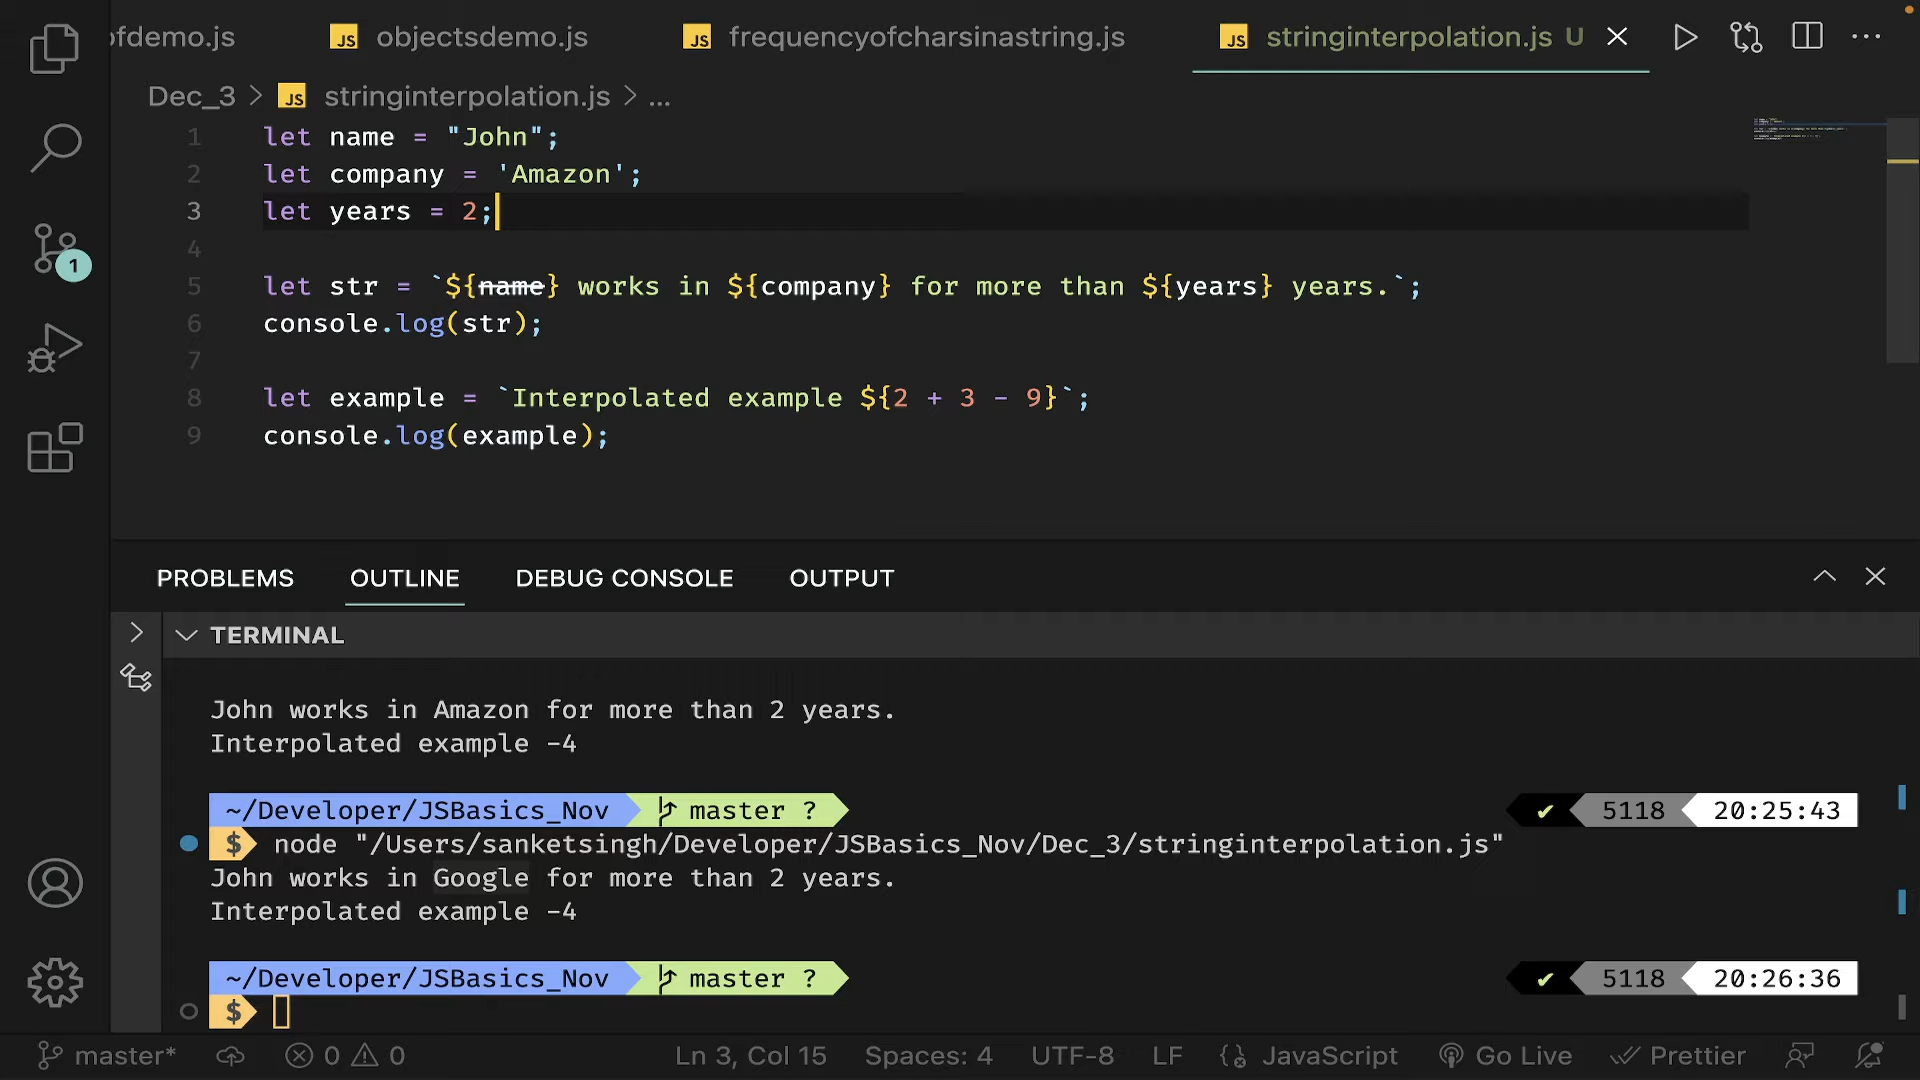 ofdemo.js
JS objectsdemo.js
JS frequencyofcharsinastring.js
JS stringinterpolation.js U
Dec_3 > JS stringinterpolation.js > ...
1 let name = "John";
2 let company = 'Amazon';
3 let years = 2;
4
5 let str = `${name} works in ${company} for more than ${years} years.`;
6 console.log(str);
7
8 let example = `Interpolated example ${2 + 3 - 9}`;
9 console.log(example);
1
PROBLEMS OUTLINE DEBUG CONSOLE OUTPUT
TERMINAL
John works in Amazon for more than 2 years.
Interpolated example -4
~/Developer/JSBasics_Nov master ? ✔ 5118 20:25:43
$ node "/Users/sanketsingh/Developer/JSBasics_Nov/Dec_3/stringinterpolation.js"
John works in Google for more than 2 years.
Interpolated example -4
~/Developer/JSBasics_Nov master ? ✔ 5118 20:26:36
$
master* 0 0 Ln 3, Col 15 Spaces: 4 UTF-8 LF JavaScript Go Live Prettier